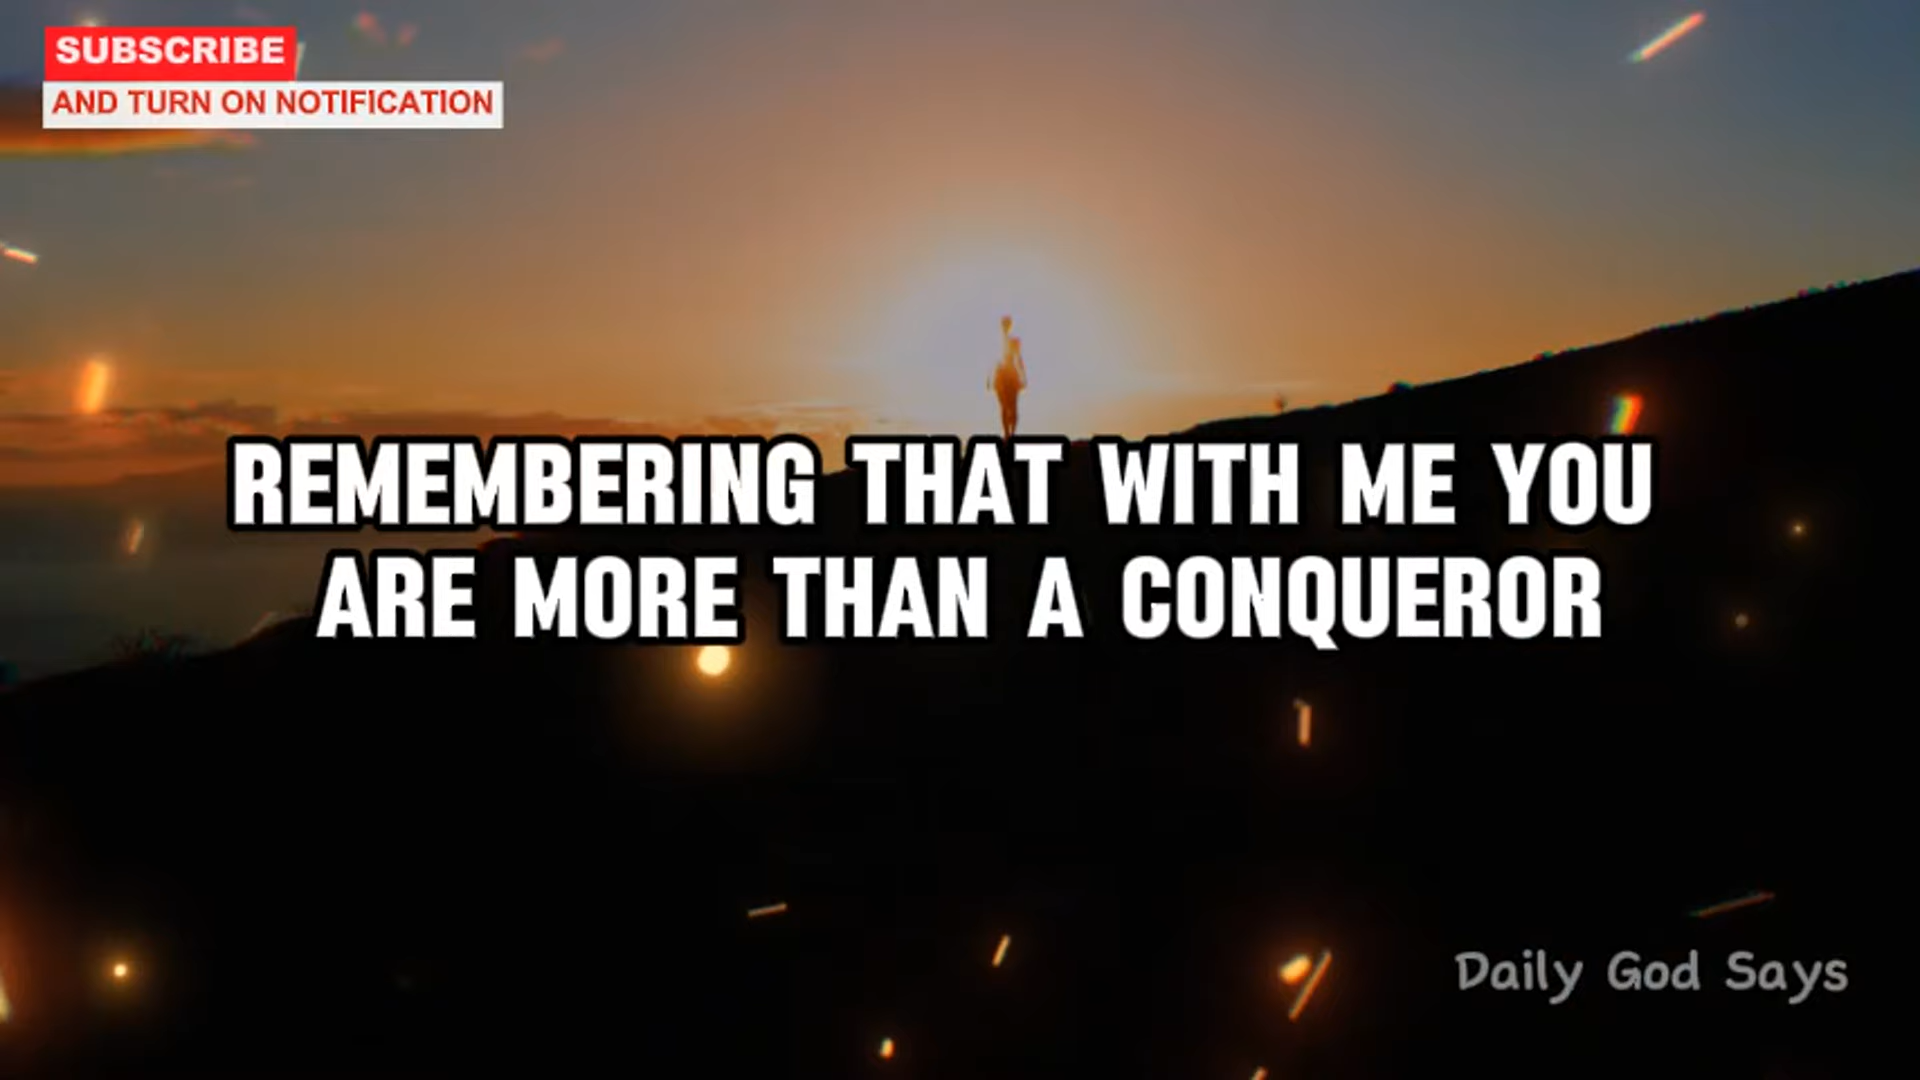 SUBSCRIBE
AND TURN ON NOTIFICATION
REMEMBERING THAT WITH ME YOU
ARE MORE THAN A CONQUEROR
Daily God Says